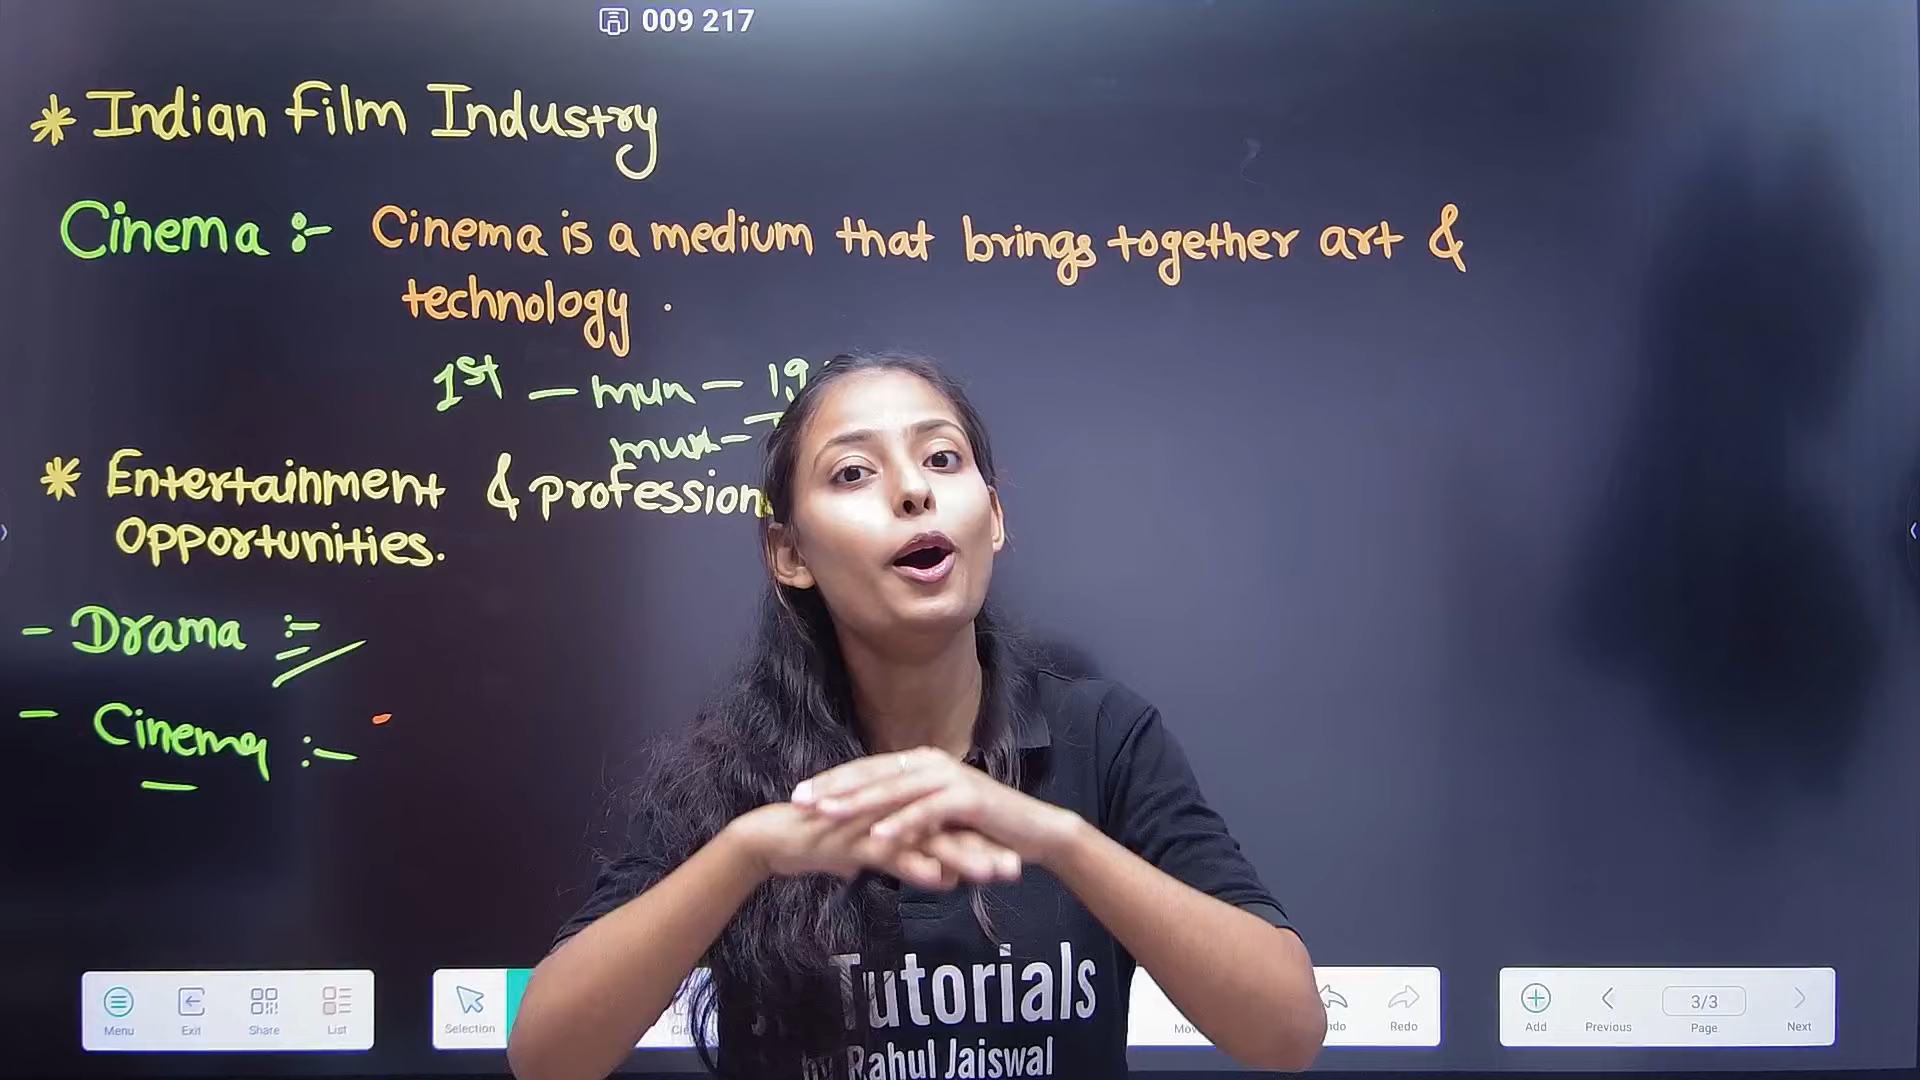 009 217
* Indian Film Industry
Cinema :- Cinema is a medium that brings together art &
technology .
1st - mun - 19
mun -
* Entertainment & profession
Opportunities.
- Drama :-
- Cinema :-
Tutorials
by Rahul Jaiswal
Menu Exit Share List Selection Redo Add Previous 3/3 Page Next